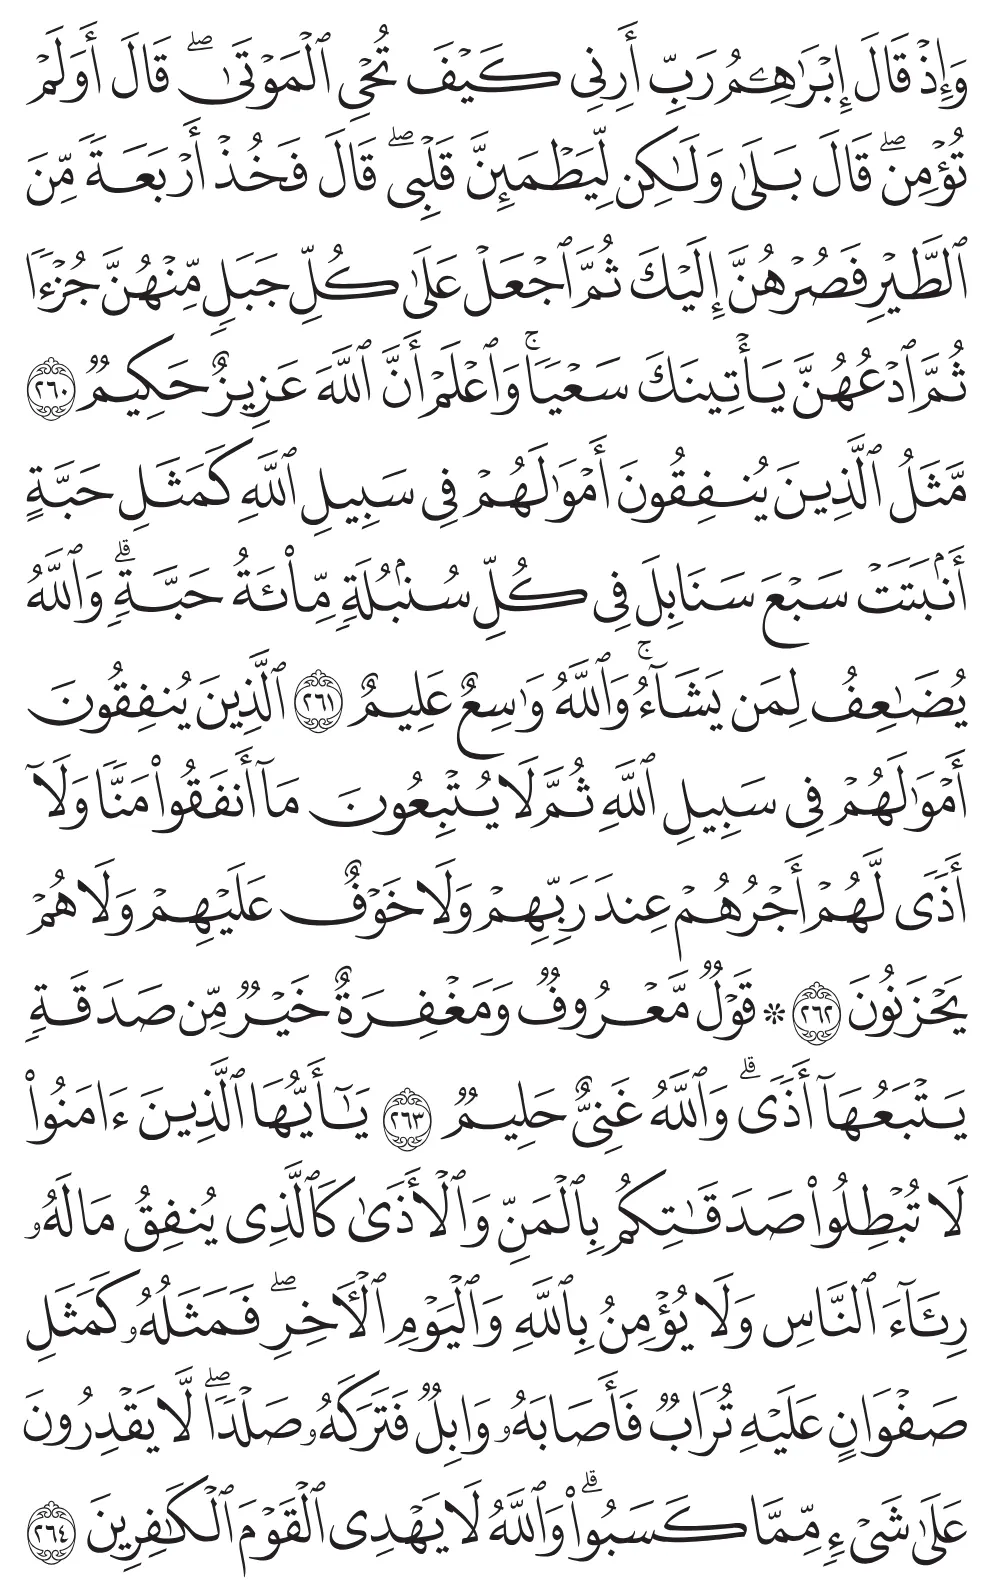 وَإِذۡ قَالَ إِبۡرَٰهِـۧمُ رَبِّ أَرِنِي كَيۡفَ تُحۡيِ ٱلۡمَوۡتَىٰۖ قَالَ أَوَلَمۡ
تُؤۡمِنۖ قَالَ بَلَىٰ وَلَٰكِن لِّيَطۡمَئِنَّ قَلۡبِيۖ قَالَ فَخُذۡ أَرۡبَعَةٗ مِّنَ
ٱلطَّيۡرِ فَصُرۡهُنَّ إِلَيۡكَ ثُمَّ ٱجۡعَلۡ عَلَىٰ كُلِّ جَبَلٖ مِّنۡهُنَّ جُزۡءٗا
ثُمَّ ٱدۡعُهُنَّ يَأۡتِينَكَ سَعۡيٗاۚ وَٱعۡلَمۡ أَنَّ ٱللَّهَ عَزِيزٌ حَكِيمٞ ٢٦٠
مَّثَلُ ٱلَّذِينَ يُنفِقُونَ أَمۡوَٰلَهُمۡ فِي سَبِيلِ ٱللَّهِ كَمَثَلِ حَبَّةٍ
أَنۢبَتَتۡ سَبۡعَ سَنَابِلَ فِي كُلِّ سُنۢبُلَةٖ مِّاْئَةُ حَبَّةٖۗ وَٱللَّهُ
يُضَٰعِفُ لِمَن يَشَآءُۚ وَٱللَّهُ وَٰسِعٌ عَلِيمٌ ٢٦١ ٱلَّذِينَ يُنفِقُونَ
أَمۡوَٰلَهُمۡ فِي سَبِيلِ ٱللَّهِ ثُمَّ لَا يُتۡبِعُونَ مَآ أَنفَقُواْ مَنّٗا وَلَآ
أَذٗى لَّهُمۡ أَجۡرُهُمۡ عِندَ رَبِّهِمۡ وَلَا خَوۡفٌ عَلَيۡهِمۡ وَلَا هُمۡ
يَحۡزَنُونَ ٢٦٢ ۞ قَوۡلٞ مَّعۡرُوفٞ وَمَغۡفِرَةٌ خَيۡرٞ مِّن صَدَقَةٖ
يَتۡبَعُهَآ أَذٗىۗ وَٱللَّهُ غَنِيٌّ حَلِيمٞ ٢٦٣ يَٰٓأَيُّهَا ٱلَّذِينَ ءَامَنُواْ
لَا تُبۡطِلُواْ صَدَقَٰتِكُم بِٱلۡمَنِّ وَٱلۡأَذَىٰ كَٱلَّذِي يُنفِقُ مَالَهُۥ
رِئَآءَ ٱلنَّاسِ وَلَا يُؤۡمِنُ بِٱللَّهِ وَٱلۡيَوۡمِ ٱلۡأٓخِرِۖ فَمَثَلُهُۥ كَمَثَلِ
صَفۡوَانٍ عَلَيۡهِ تُرَابٞ فَأَصَابَهُۥ وَابِلٞ فَتَرَكَهُۥ صَلۡدٗاۖ لَّا يَقۡدِرُونَ
عَلَىٰ شَيۡءٖ مِّمَّا كَسَبُواْۗ وَٱللَّهُ لَا يَهۡدِي ٱلۡقَوۡمَ ٱلۡكَٰفِرِينَ ٢٦٤